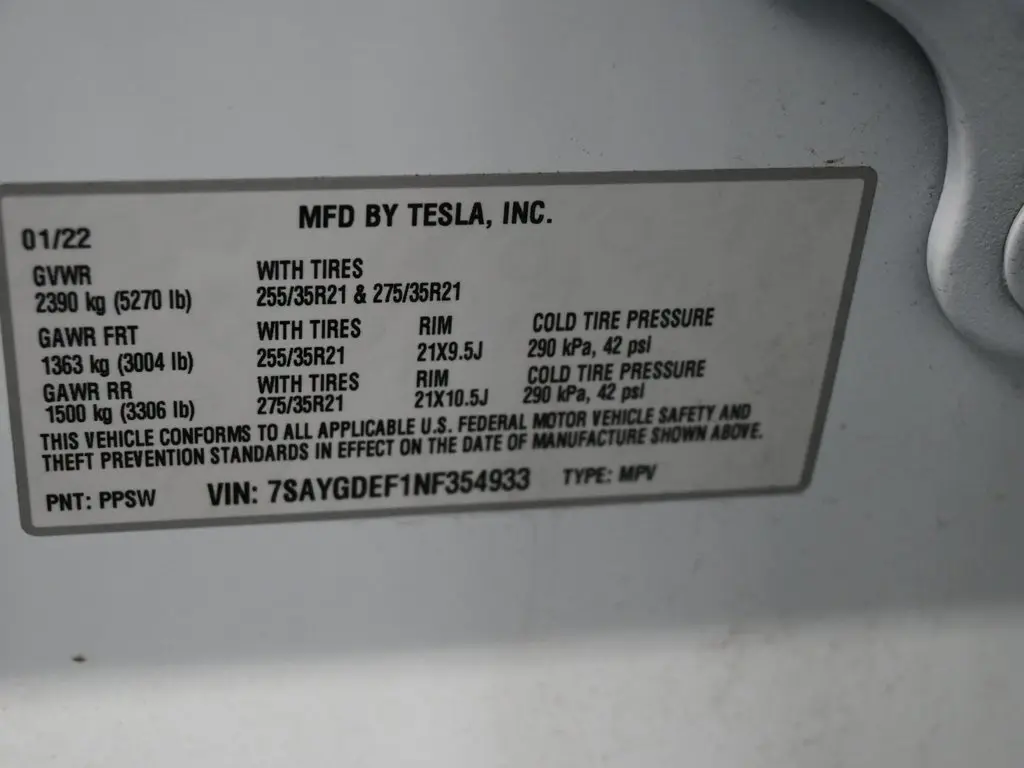 MFD BY TESLA, INC.
01/22
GVWR WITH TIRES
2390 kg (5270 lb) 255/35R21 & 275/35R21
GAWR FRT WITH TIRES RIM COLD TIRE PRESSURE
1363 kg (3004 lb) 255/35R21 21X9.5J 290 kPa, 42 psi
GAWR RR WITH TIRES RIM COLD TIRE PRESSURE
1500 kg (3306 lb) 275/35R21 21X10.5J 290 kPa, 42 psi
THIS VEHICLE CONFORMS TO ALL APPLICABLE U.S. FEDERAL MOTOR VEHICLE SAFETY AND
THEFT PREVENTION STANDARDS IN EFFECT ON THE DATE OF MANUFACTURE SHOWN ABOVE.
PNT: PPSW VIN: 7SAYGDEF1NF354933 TYPE: MPV